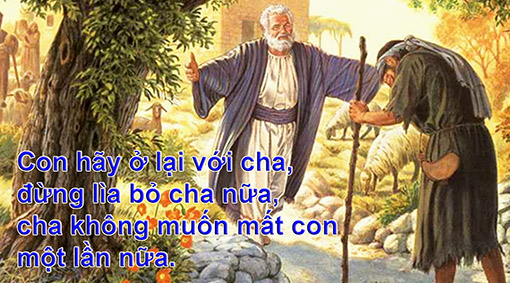 Con hãy ở lại với cha,
đừng lìa bỏ cha nữa,
cha không muốn mất con
một lần nữa.